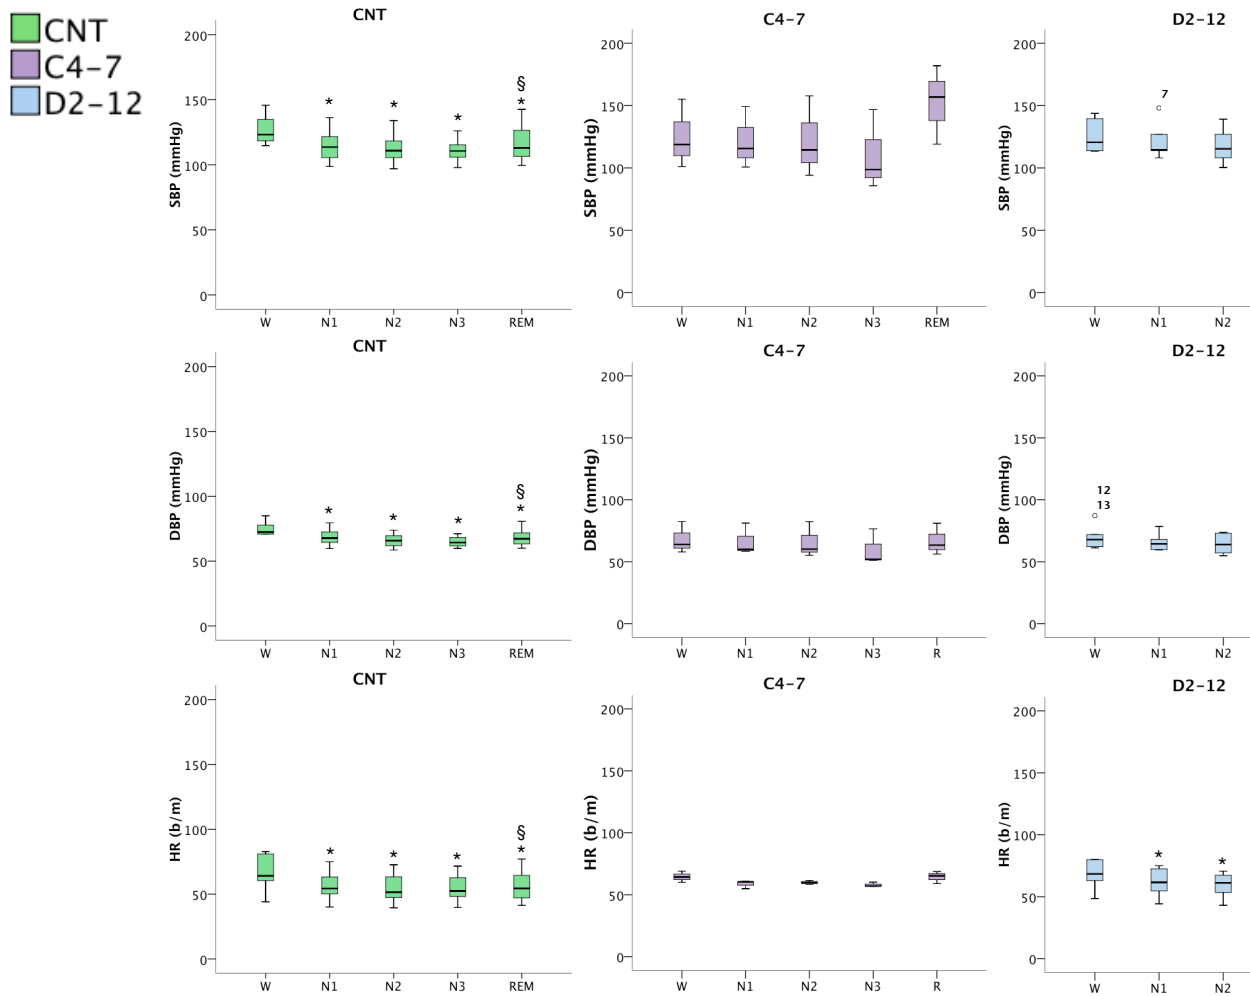 CNT
C4-7
D2-12
CNT
SBP (mmHg)
200
150
100
50
0
*
*
*
§
*
W N1 N2 N3 REM
C4-7
SBP (mmHg)
200
150
100
50
0
W N1 N2 N3 REM
D2-12
SBP (mmHg)
200
150
100
50
0
7
W N1 N2
CNT
DBP (mmHg)
200
150
100
50
0
*
*
*
§
*
W N1 N2 N3 REM
C4-7
DBP (mmHg)
200
150
100
50
0
W N1 N2 N3 R
D2-12
DBP (mmHg)
200
150
100
50
0
12
13
W N1 N2
CNT
HR (b/m)
200
150
100
50
0
*
*
*
§
*
W N1 N2 N3 REM
C4-7
HR (b/m)
200
150
100
50
0
W N1 N2 N3 R
D2-12
HR (b/m)
200
150
100
50
0
*
*
W N1 N2